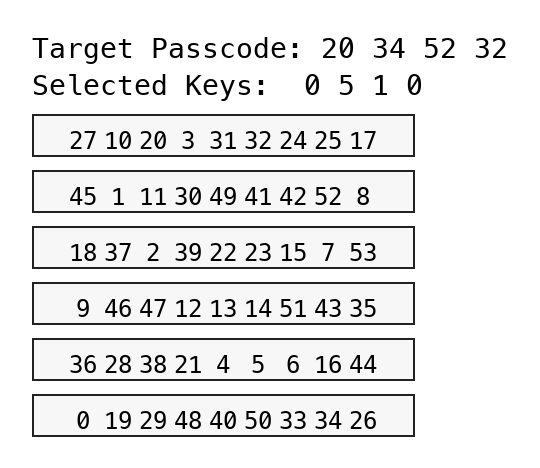 Target Passcode: 20 34 52 32
Selected Keys: 0 5 1 0
27 10 20 3 31 32 24 25 17
45 1 11 30 49 41 42 52 8
18 37 2 39 22 23 15 7 53
9 46 47 12 13 14 51 43 35
36 28 38 21 4 5 6 16 44
0 19 29 48 40 50 33 34 26